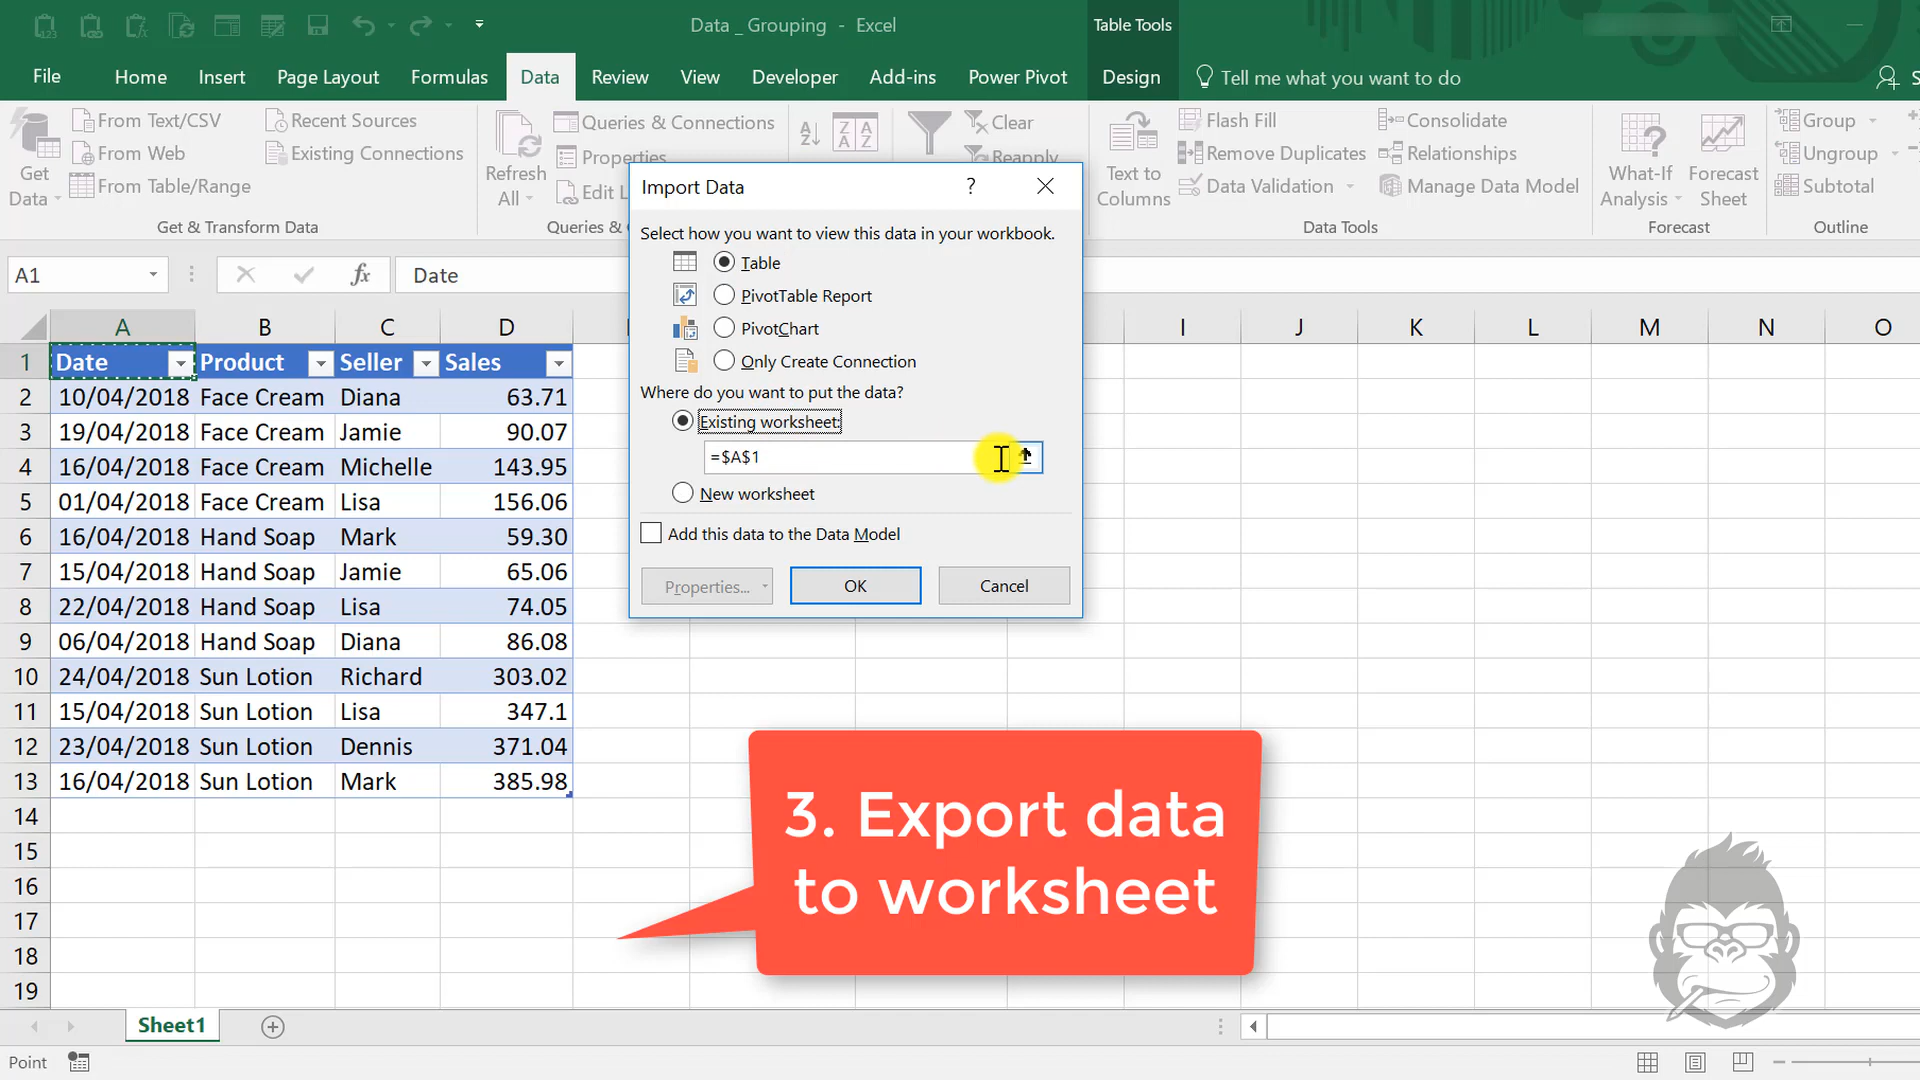 Data _ Grouping - Excel
Table Tools
File Home Insert Page Layout Formulas Data Review View Developer Add-ins Power Pivot Design Tell me what you want to do
Get Data
From Text/CSV
From Web
From Table/Range
Recent Sources
Existing Connections
Get & Transform Data
Refresh All
Queries & Connections
Properties
Edit Li
Queries &
Clear
Reapply
Text to Columns
Flash Fill
Remove Duplicates
Data Validation
Consolidate
Relationships
Manage Data Model
Data Tools
What-If Analysis
Forecast Sheet
Forecast
Group
Ungroup
Subtotal
Outline
A1 fx Date
A B C D I J K L M N O
1 Date Product Seller Sales
2 10/04/2018 Face Cream Diana 63.71
3 19/04/2018 Face Cream Jamie 90.07
4 16/04/2018 Face Cream Michelle 143.95
5 01/04/2018 Face Cream Lisa 156.06
6 16/04/2018 Hand Soap Mark 59.30
7 15/04/2018 Hand Soap Jamie 65.06
8 22/04/2018 Hand Soap Lisa 74.05
9 06/04/2018 Hand Soap Diana 86.08
10 24/04/2018 Sun Lotion Richard 303.02
11 15/04/2018 Sun Lotion Lisa 347.1
12 23/04/2018 Sun Lotion Dennis 371.04
13 16/04/2018 Sun Lotion Mark 385.98
14
15
16
17
18
19
Import Data ?
Select how you want to view this data in your workbook.
Table
PivotTable Report
PivotChart
Only Create Connection
Where do you want to put the data?
Existing worksheet:
=$A$1
New worksheet
Add this data to the Data Model
Properties... OK Cancel
3. Export data
to worksheet
Sheet1
Point